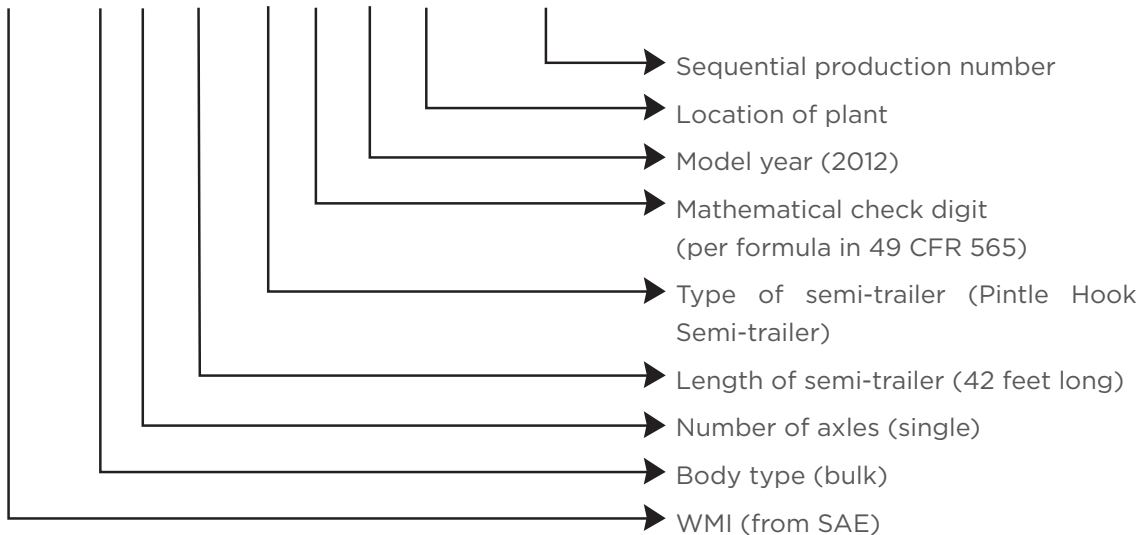 Sequential production number
Location of plant
Model year (2012)
Mathematical check digit
(per formula in 49 CFR 565)
Type of semi-trailer (Pintle Hook
Semi-trailer)
Length of semi-trailer (42 feet long)
Number of axles (single)
Body type (bulk)
WMI (from SAE)